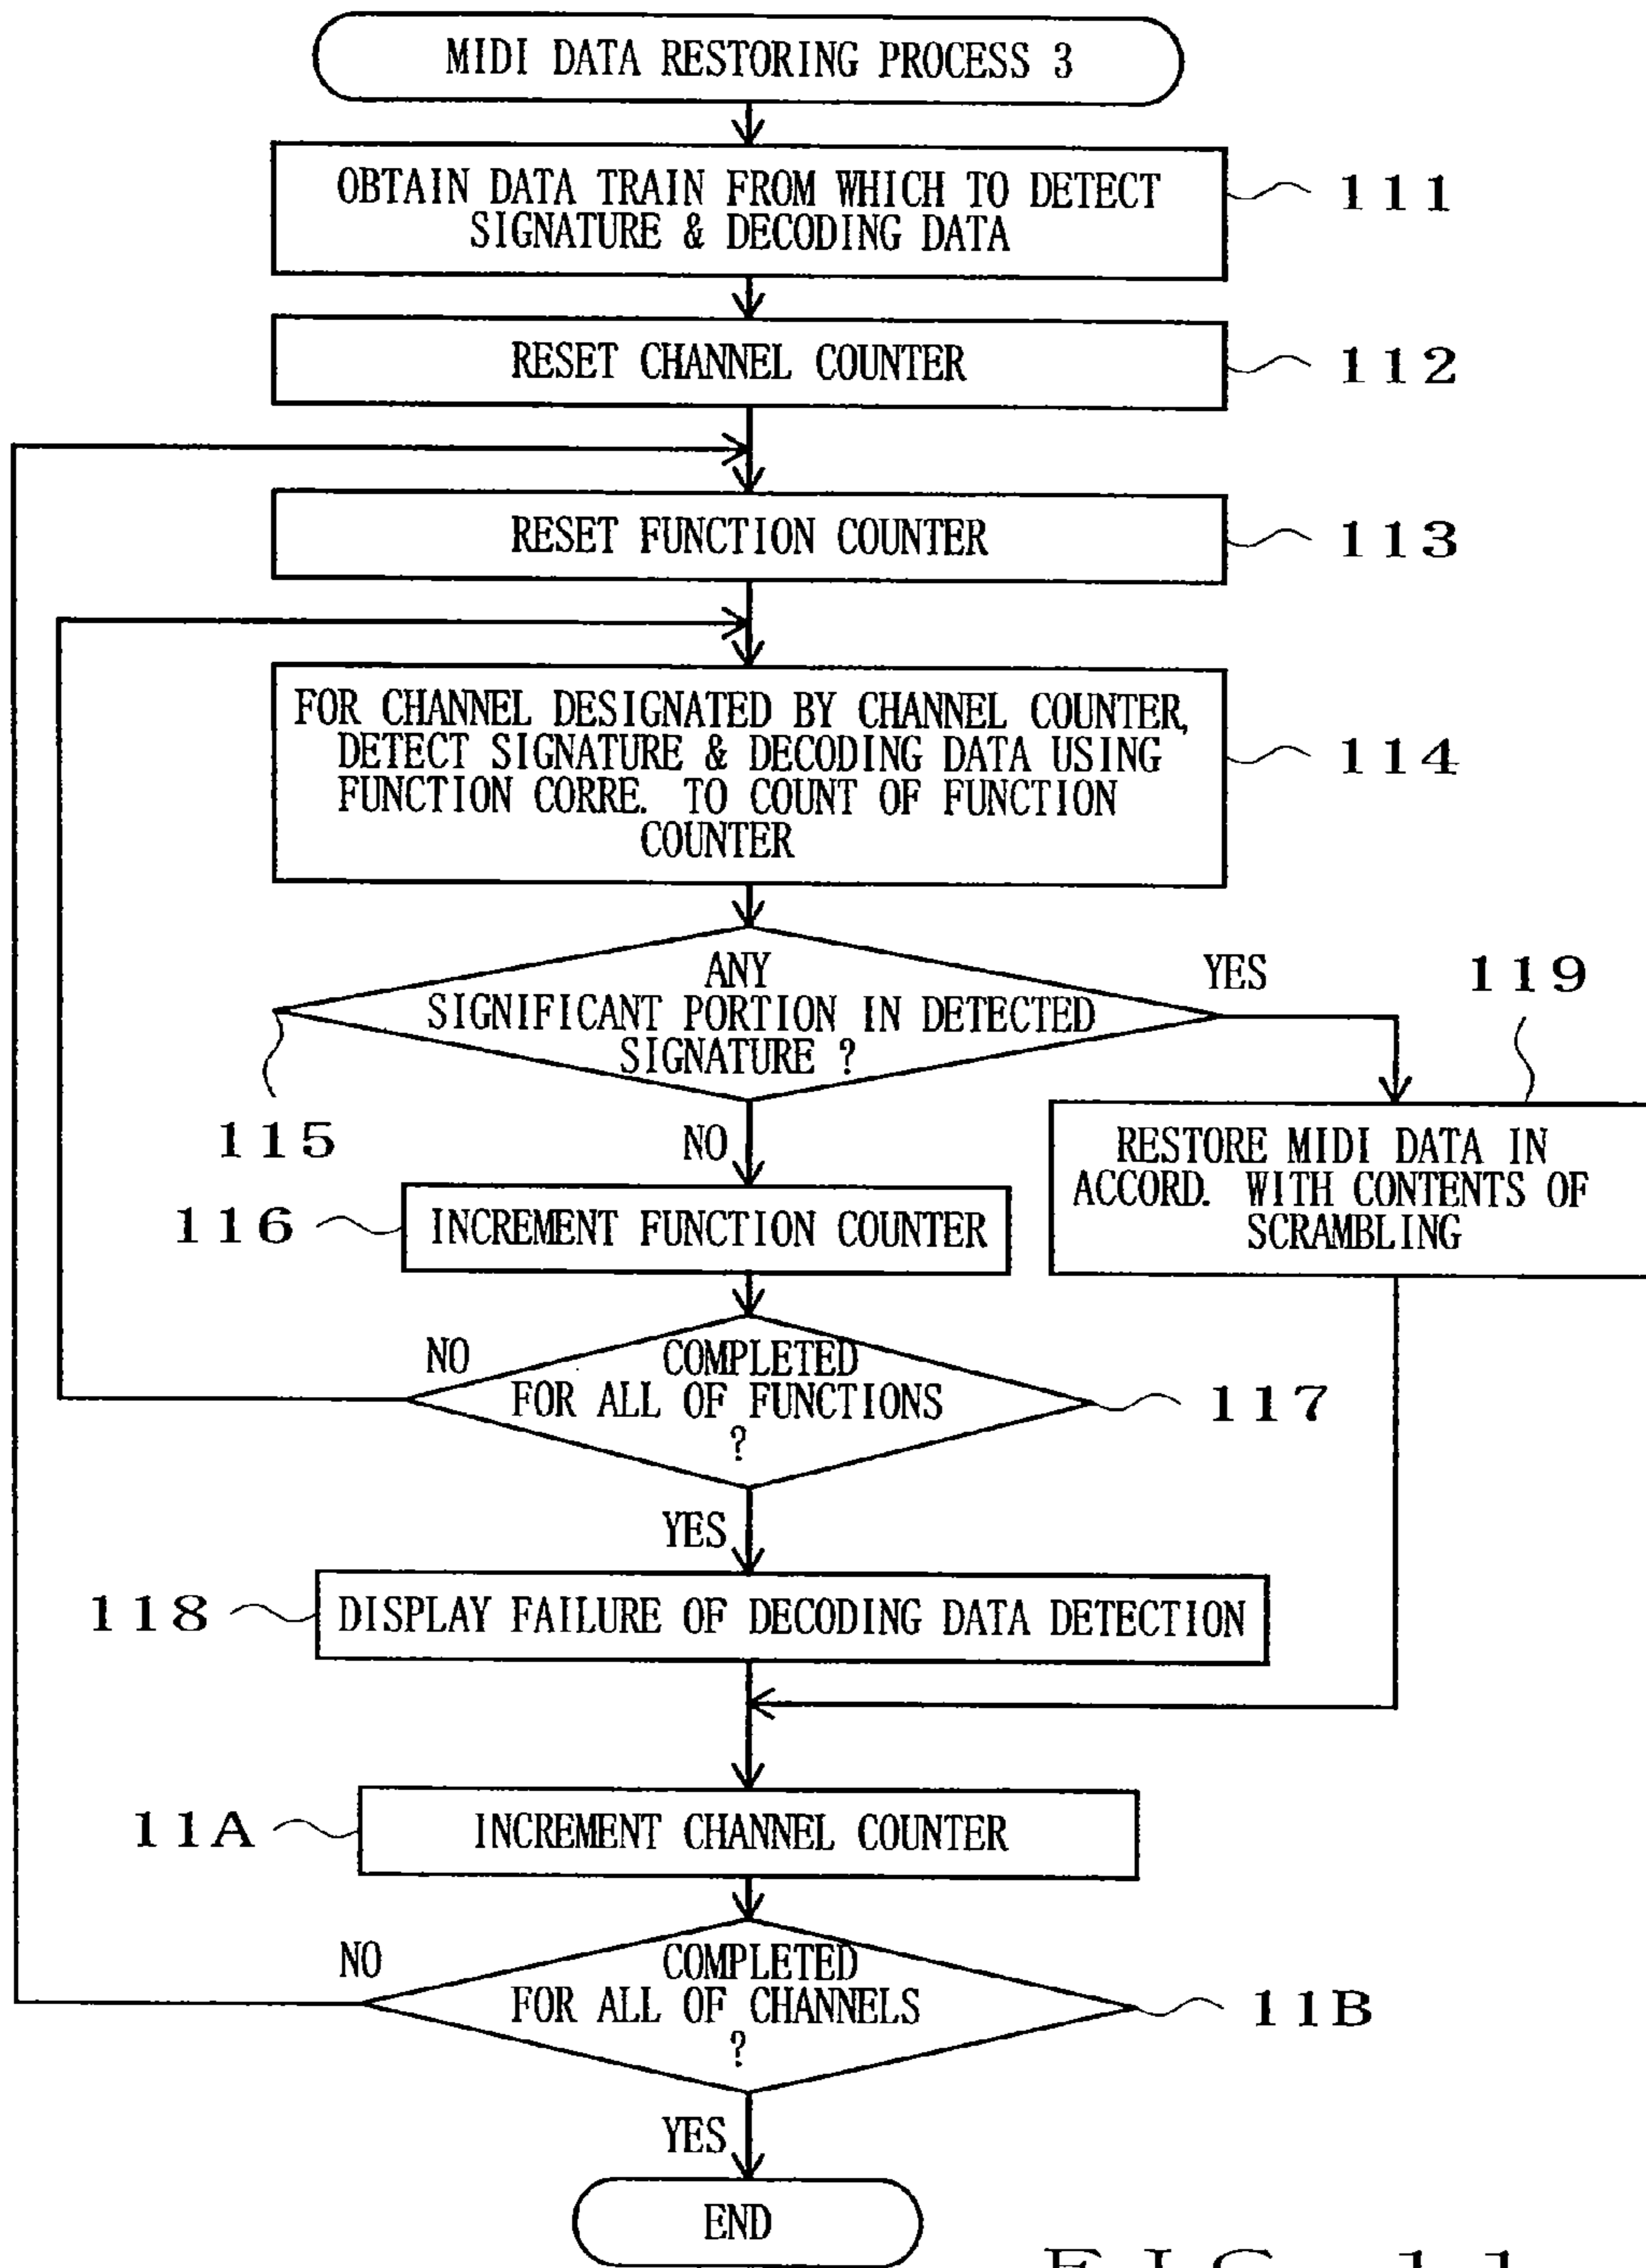 MIDI DATA RESTORING PROCESS 3
OBTAIN DATA TRAIN FROM WHICH TO DETECT
SIGNATURE & DECODING DATA
111
RESET CHANNEL COUNTER
112
RESET FUNCTION COUNTER
113
FOR CHANNEL DESIGNATED BY CHANNEL COUNTER,
DETECT SIGNATURE & DECODING DATA USING
FUNCTION CORRE. TO COUNT OF FUNCTION
COUNTER
114
ANY
SIGNIFICANT PORTION IN DETECTED
SIGNATURE ?
YES
119
115
NO
RESTORE MIDI DATA IN
ACCORD. WITH CONTENTS OF
SCRAMBLING
116
INCREMENT FUNCTION COUNTER
NO
COMPLETED
FOR ALL OF FUNCTIONS
?
117
YES
118
DISPLAY FAILURE OF DECODING DATA DETECTION
11A
INCREMENT CHANNEL COUNTER
NO
COMPLETED
FOR ALL OF CHANNELS
?
11B
YES
END
FIG. 11